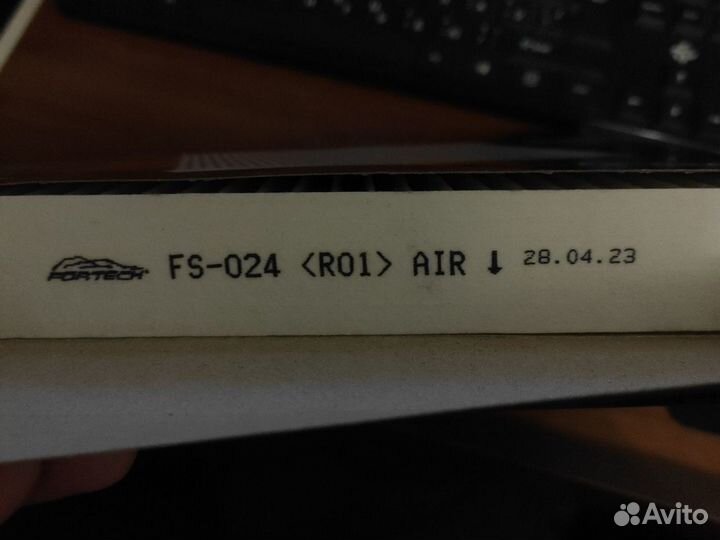 FORTECH FS-024 <R01> AIR ↓ 28.04.23
Avito